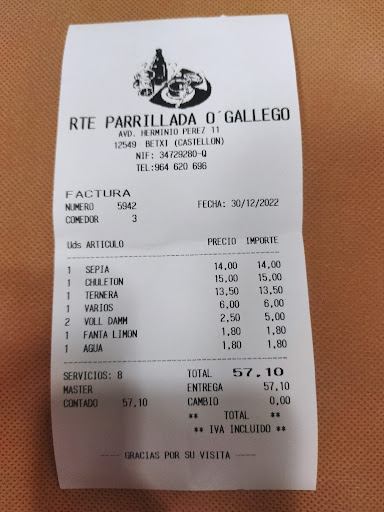 RTE PARRILLADA O´GALLEGO
AVD. HERMINIO PEREZ 11
12549 BETXI (CASTELLON)
NIF: 34729280-Q
TEL:964 620 696
FACTURA
NUMERO 5942 FECHA: 30/12/2022
COMEDOR 3
Uds ARTICULO PRECIO IMPORTE
1 SEPIA 14,00 14,00
1 CHULETON 15,00 15,00
1 TERNERA 13,50 13,50
1 VARIOS 6,00 6,00
2 VOLL DAMM 2,50 5,00
1 FANTA LIMON 1,80 1,80
1 AGUA 1,80 1,80
SERVICIOS: 8 TOTAL 57,10
MASTER ENTREGA 57,10
CONTADO 57,10 CAMBIO 0,00
** TOTAL **
** IVA INCLUIDO **
---- GRACIAS POR SU VISITA ----